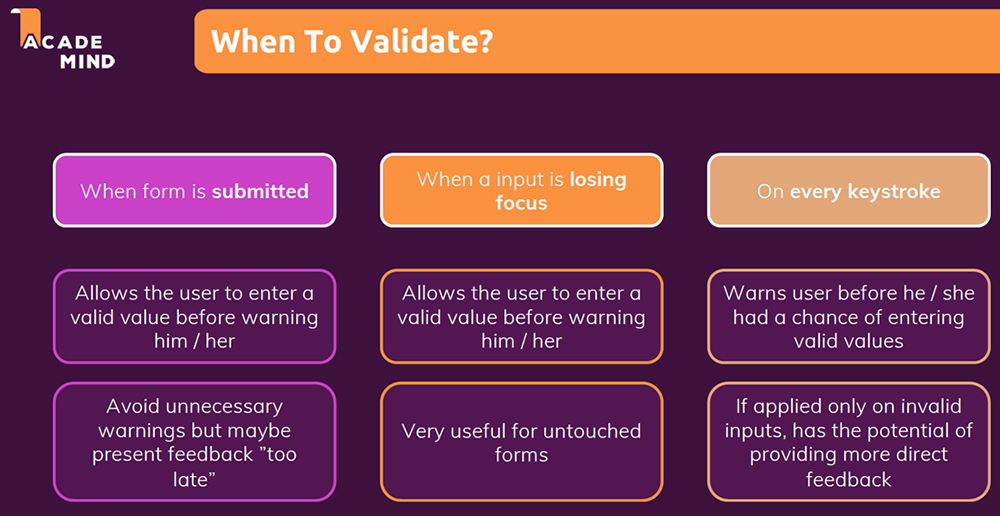 ACADE
MIND
When To Validate?
When form is submitted
When a input is losing
focus
On every keystroke
Allows the user to enter a
valid value before warning
him / her
Allows the user to enter a
valid value before warning
him / her
Warns user before he / she
had a chance of entering
valid values
Avoid unnecessary
warnings but maybe
present feedback ”too
late”
Very useful for untouched
forms
If applied only on invalid
inputs, has the potential of
providing more direct
feedback